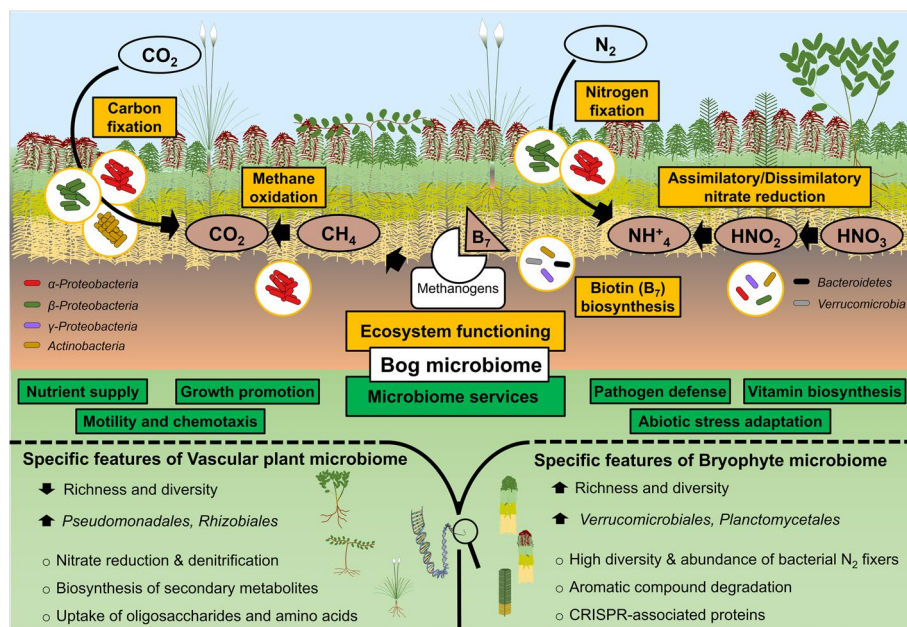 CO₂
N₂
Carbon
fixation
Nitrogen
fixation
Methane
oxidation
Assimilatory/Dissimilatory
nitrate reduction
CO₂
CH₄
B₇
NH⁺₄
HNO₂
HNO₃
Methanogens
Biotin (B₇)
biosynthesis
α-Proteobacteria
β-Proteobacteria
γ-Proteobacteria
Actinobacteria
Bacteroidetes
Verrucomicrobia
Ecosystem functioning
Bog microbiome
Microbiome services
Nutrient supply
Growth promotion
Motility and chemotaxis
Pathogen defense
Vitamin biosynthesis
Abiotic stress adaptation
Specific features of Vascular plant microbiome
Richness and diversity
Pseudomonadales, Rhizobiales
Nitrate reduction & denitrification
Biosynthesis of secondary metabolites
Uptake of oligosaccharides and amino acids
Specific features of Bryophyte microbiome
Richness and diversity
Verrucomicrobiales, Planctomycetales
High diversity & abundance of bacterial N₂ fixers
Aromatic compound degradation
CRISPR-associated proteins